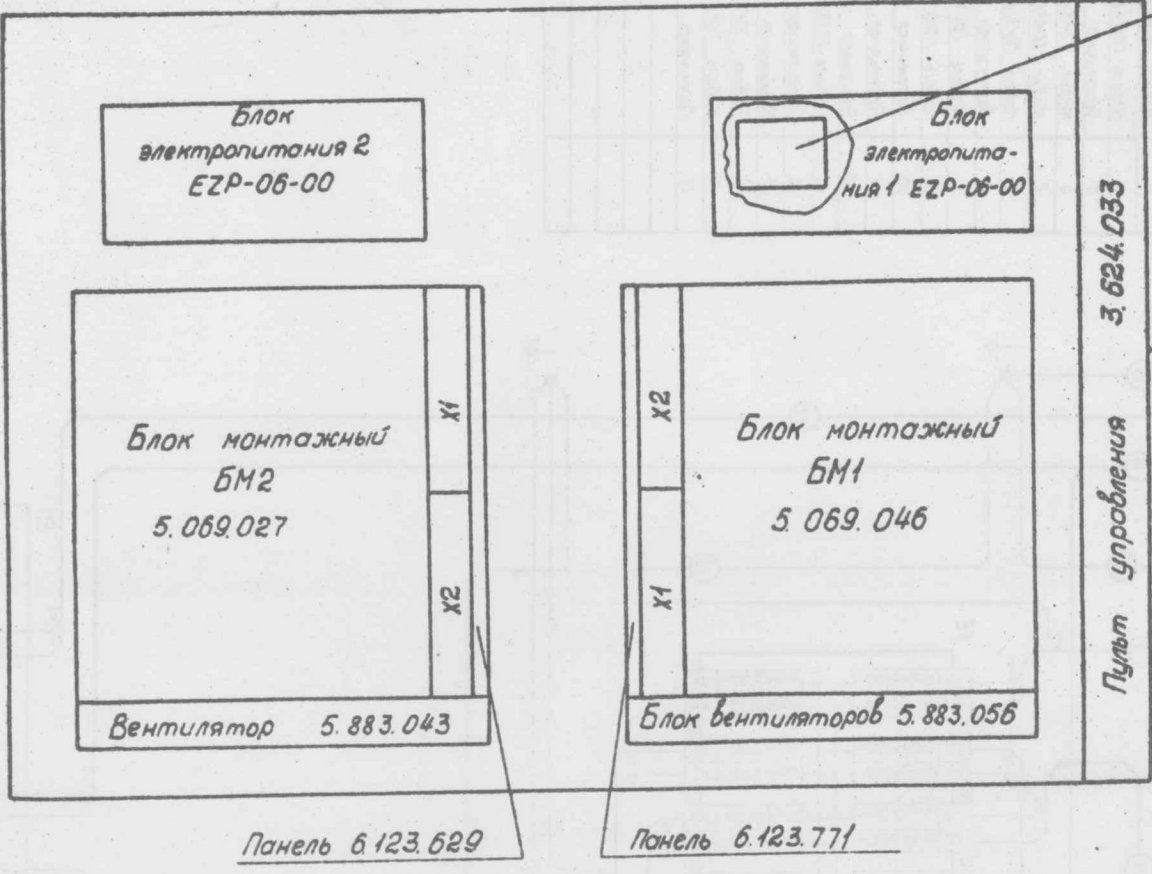 Блок
электропитания 2
EZP-06-00
Блок
электропита-
ния 1 EZP-06-00
3.624.033
Пульт управления
Блок монтажный
БМ2
5.069.027
X1
X2
Вентилятор 5.883.043
X2
X1
Блок монтажный
БМ1
5.069.046
Блок вентиляторов 5.883.056
Панель 6.123.629
Панель 6.123.771